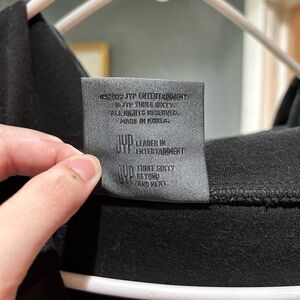 ©2022 JYP ENTERTAINMENT
& JYP THREE SIXTY.
ALL RIGHTS RESERVED.
MADE IN KOREA.
JYP LEADER IN
ENTERTAINMENT
JYP THREE SIXTY
BEYOND
AND NEXT